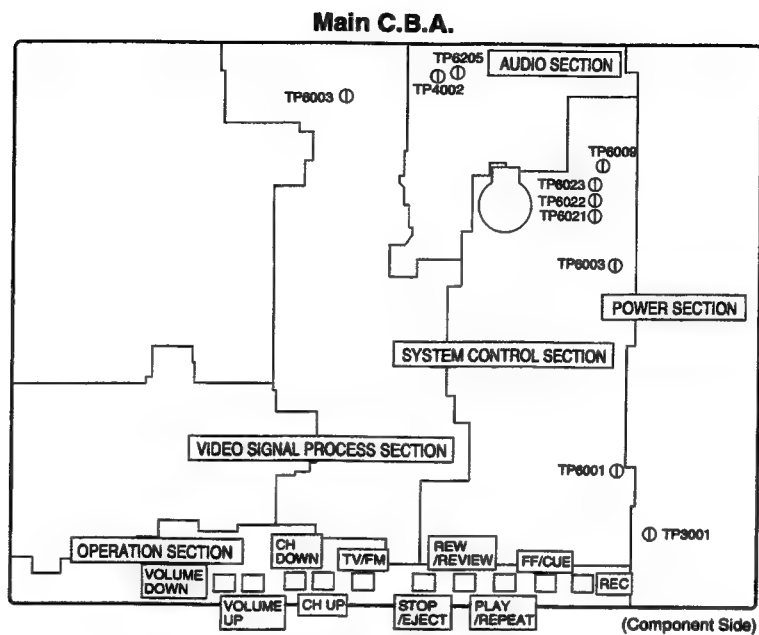 Main C.B.A.
TP6205
AUDIO SECTION
TP4002
TP6003
TP6009
TP6023
TP6022
TP6021
TP6003
POWER SECTION
SYSTEM CONTROL SECTION
VIDEO SIGNAL PROCESS SECTION
TP6001
TP3001
OPERATION SECTION
CH
DOWN
TV/FM
REW
/REVIEW
FF/CUE
VOLUME
DOWN
REC
VOLUME
UP
CH UP
STOP
/EJECT
PLAY
/REPEAT
(Component Side)